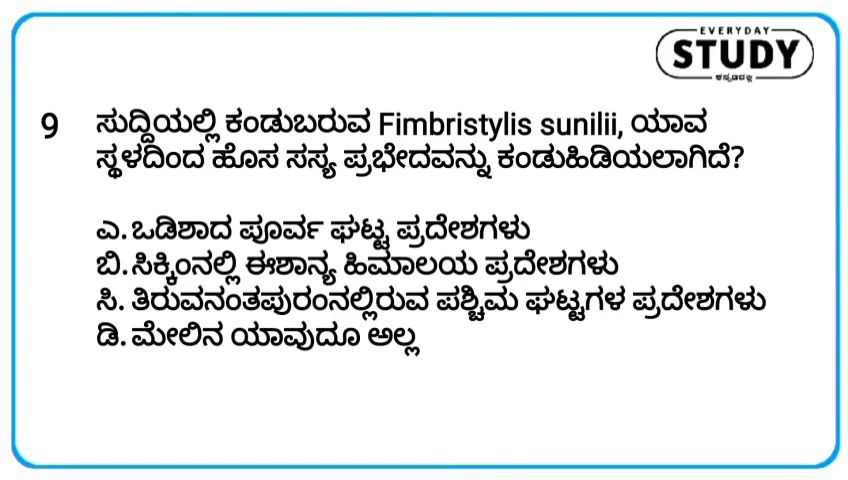 EVERYDAY
STUDY
ಕನ್ನಡದಲ್ಲಿ
9 ಸುದ್ದಿಯಲ್ಲಿ ಕಂಡುಬರುವ Fimbristylis sunilii, ಯಾವ
ಸ್ಥಳದಿಂದ ಹೊಸ ಸಸ್ಯ ಪ್ರಭೇದವನ್ನು ಕಂಡುಹಿಡಿಯಲಾಗಿದೆ?
ಎ. ಒಡಿಶಾದ ಪೂರ್ವ ಘಟ್ಟ ಪ್ರದೇಶಗಳು
ಬಿ. ಸಿಕ್ಕಿಂನಲ್ಲಿ ಈಶಾನ್ಯ ಹಿಮಾಲಯ ಪ್ರದೇಶಗಳು
ಸಿ. ತಿರುವನಂತಪುರಂನಲ್ಲಿರುವ ಪಶ್ಚಿಮ ಘಟ್ಟಗಳ ಪ್ರದೇಶಗಳು
ಡಿ. ಮೇಲಿನ ಯಾವುದೂ ಅಲ್ಲ